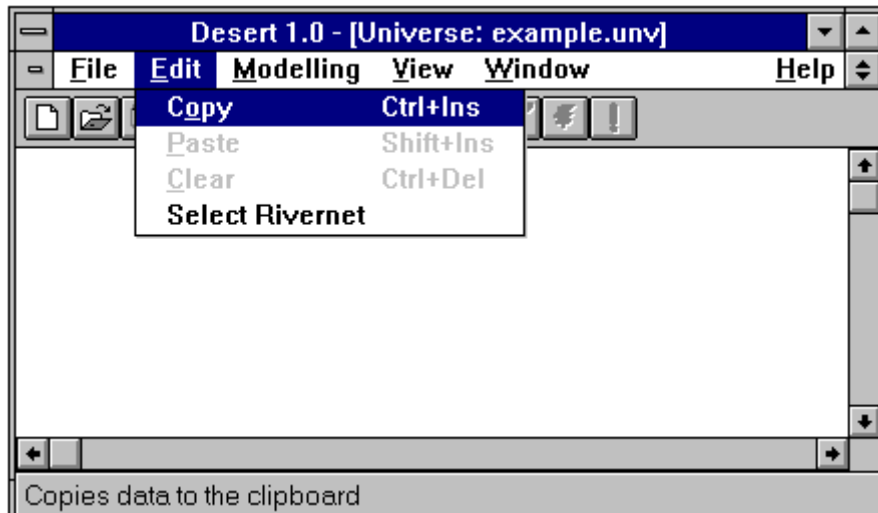 Desert 1.0 - [Universe: example.unv]
File Edit Modelling View Window Help
Copy Ctrl+Ins
Paste Shift+Ins
Clear Ctrl+Del
Select Rivernet
Copies data to the clipboard